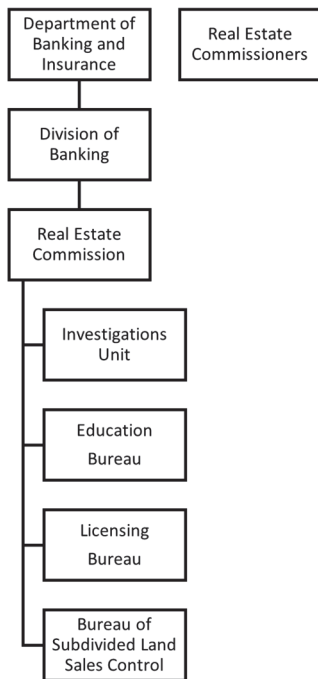 Department of
Banking and
Insurance
Real Estate
Commissioners
Division of
Banking
Real Estate
Commission
Investigations
Unit
Education
Bureau
Licensing
Bureau
Bureau of
Subdivided Land
Sales Control